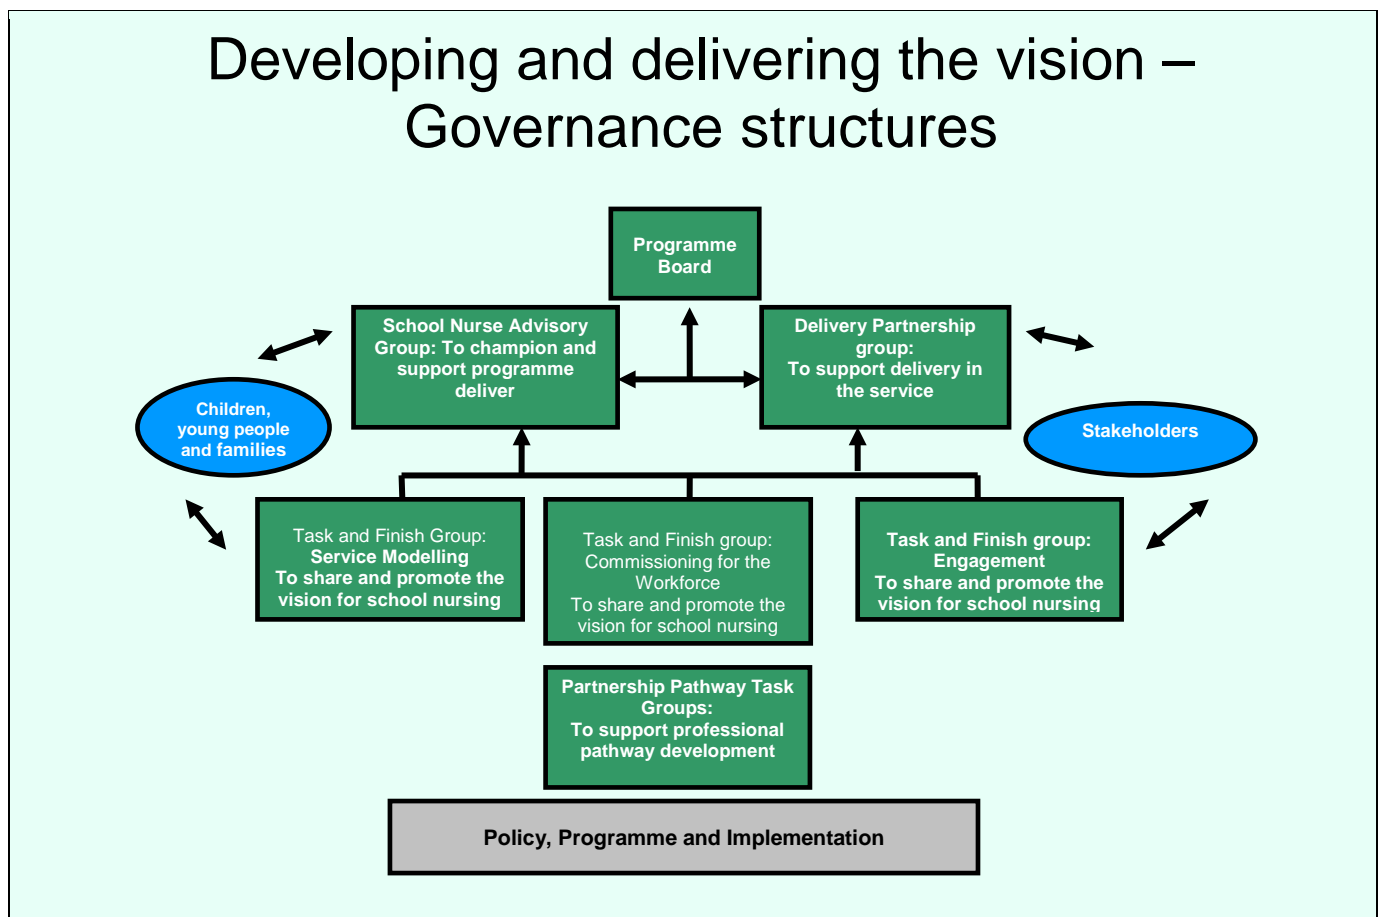 Developing and delivering the vision –
Governance structures
Programme
Board
School Nurse Advisory
Group: To champion and
support programme
deliver
Delivery Partnership
group:
To support delivery in
the service
Children,
young people
and families
Stakeholders
Task and Finish Group:
Service Modelling
To share and promote the
vision for school nursing
Task and Finish group:
Commissioning for the
Workforce
To share and promote the
vision for school nursing
Task and Finish group:
Engagement
To share and promote the
vision for school nursing
Partnership Pathway Task
Groups:
To support professional
pathway development
Policy, Programme and Implementation